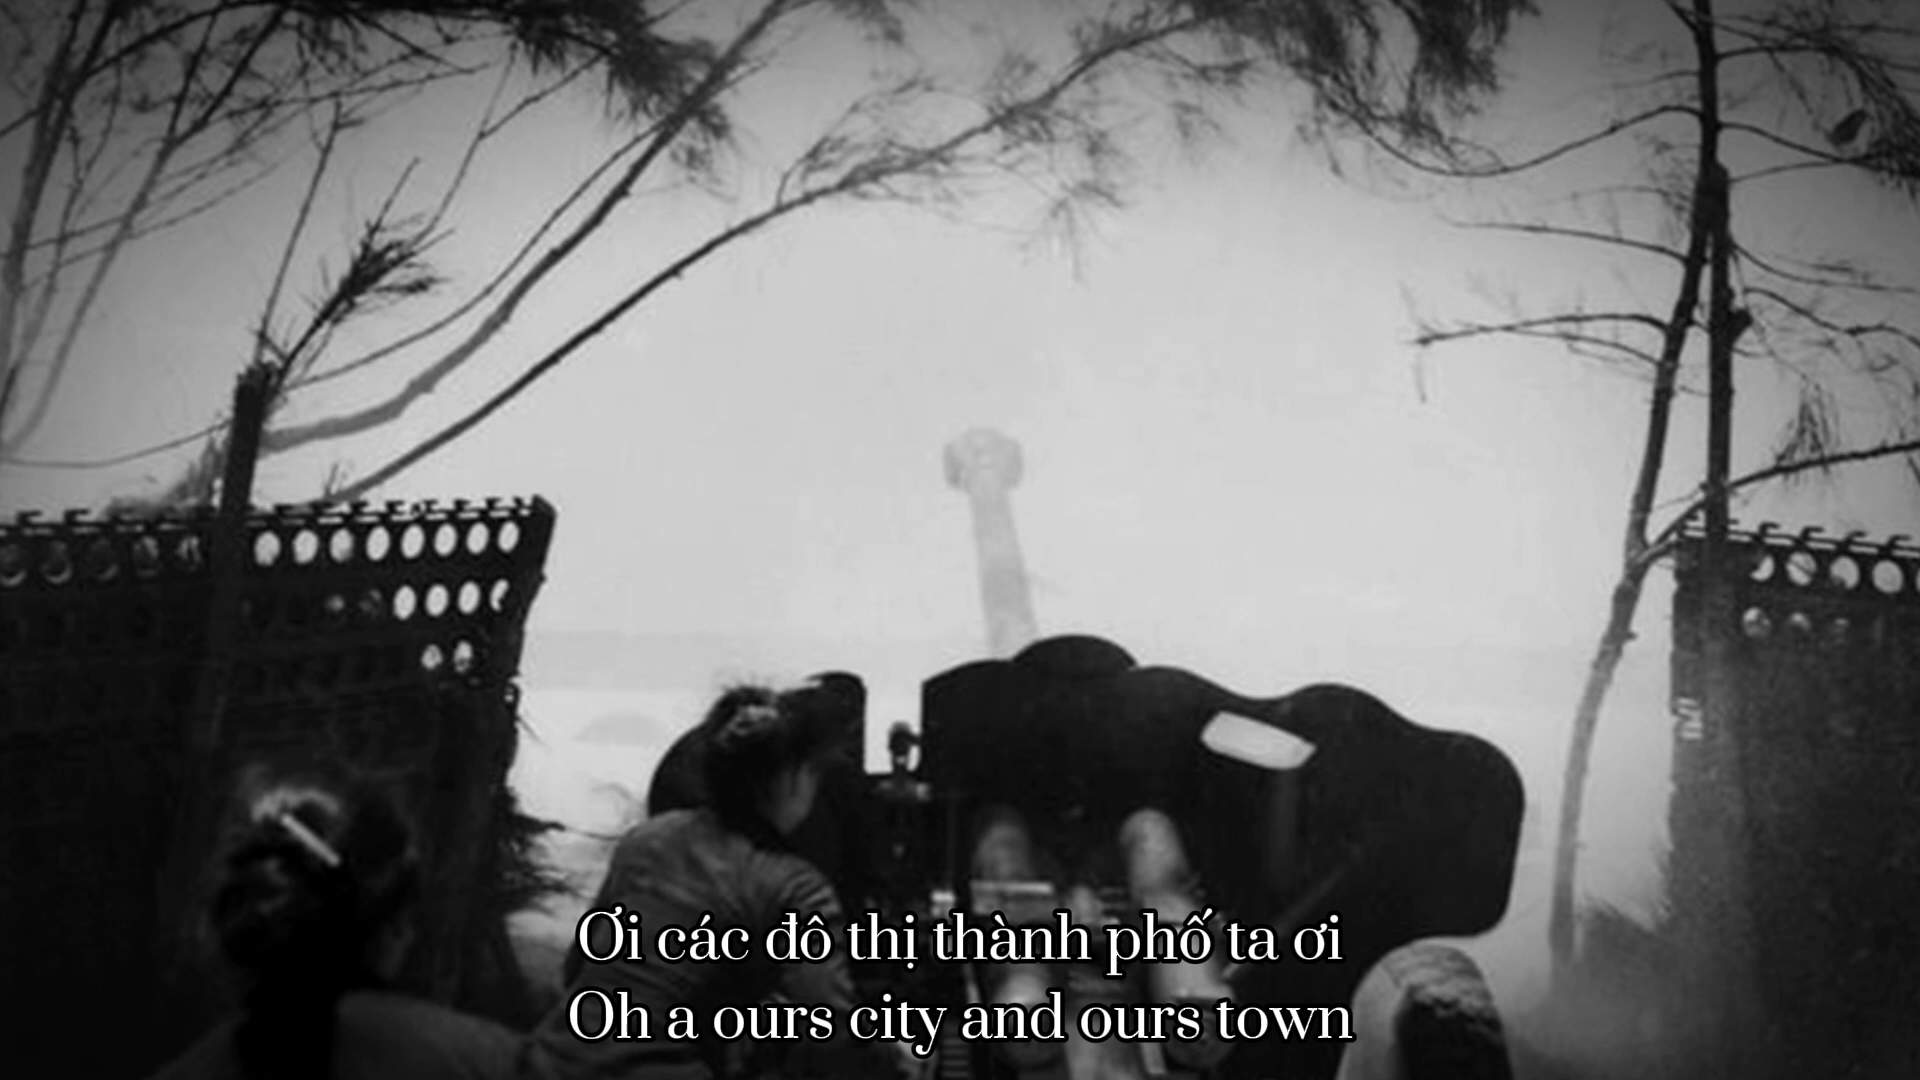 Ơi các đô thị thành phố ta ơi
Oh a ours city and ours town